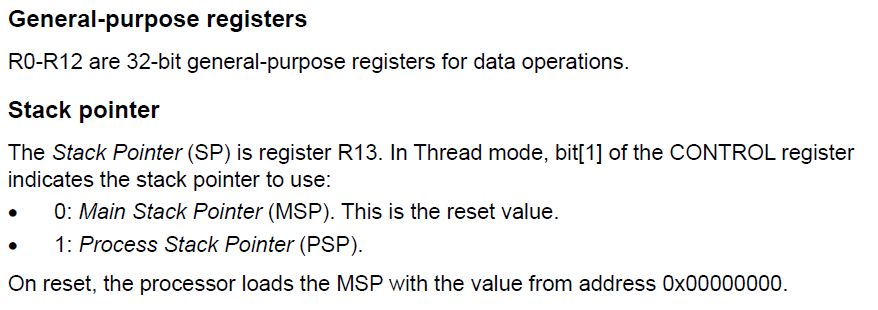 General-purpose registers
R0-R12 are 32-bit general-purpose registers for data operations.
Stack pointer
The Stack Pointer (SP) is register R13. In Thread mode, bit[1] of the CONTROL register
indicates the stack pointer to use:
• 0: Main Stack Pointer (MSP). This is the reset value.
• 1: Process Stack Pointer (PSP).
On reset, the processor loads the MSP with the value from address 0x00000000.